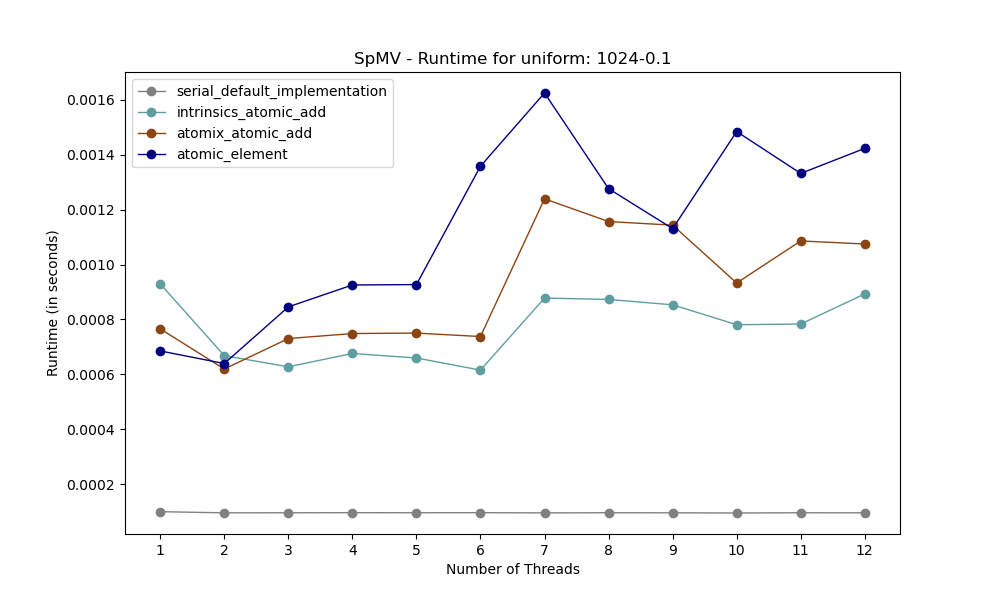 SpMV - Runtime for uniform: 1024-0.1
serial_default_implementation
intrinsics_atomic_add
atomix_atomic_add
atomic_element
Runtime (in seconds)
0.0016
0.0014
0.0012
0.0010
0.0008
0.0006
0.0004
0.0002
1 2 3 4 5 6 7 8 9 10 11 12
Number of Threads